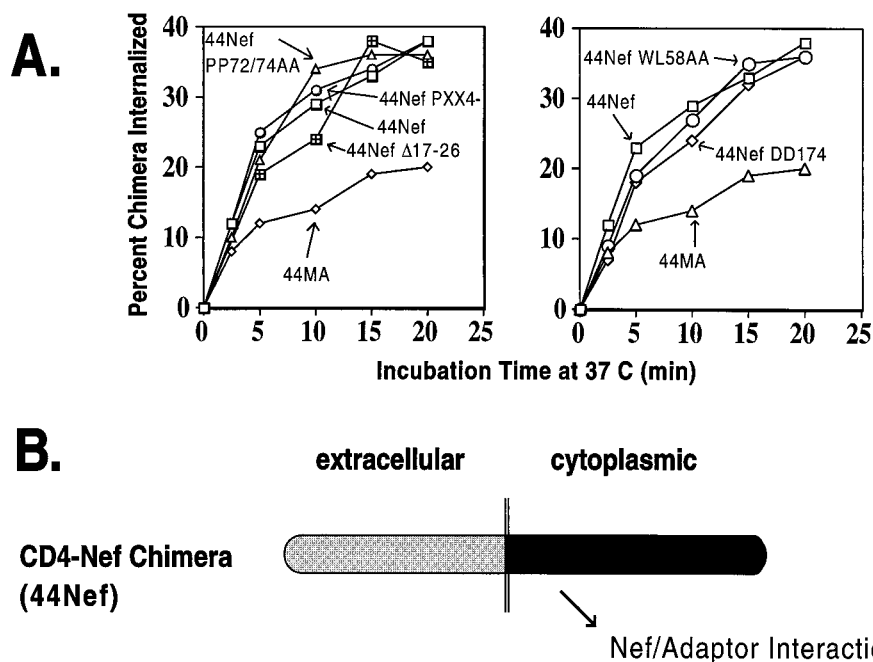 A.
Percent Chimera Internalized
40
30
20
10
0
0 5 10 15 20 25
44Nef
PP72/74AA
44Nef PXX4-
44Nef
44Nef Δ17-26
44MA
40
30
20
10
0
0 5 10 15 20 25
44Nef WL58AA
44Nef
44Nef DD174
44MA
Incubation Time at 37 C (min)
B.
extracellular cytoplasmic
CD4-Nef Chimera
(44Nef)
Nef/Adaptor